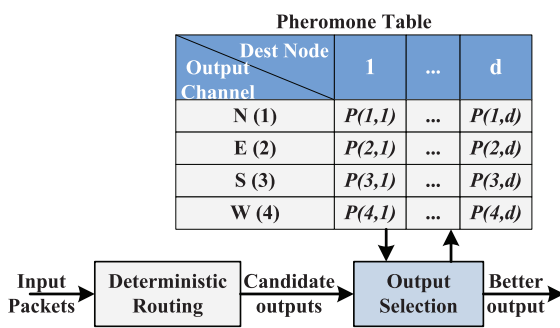 Pheromone Table
Dest Node
Output
Channel
1 ... d
N (1) P(1,1) ... P(1,d)
E (2) P(2,1) ... P(2,d)
S (3) P(3,1) ... P(3,d)
W (4) P(4,1) ... P(4,d)
Input
Packets
Deterministic
Routing
Candidate
outputs
Output
Selection
Better
output